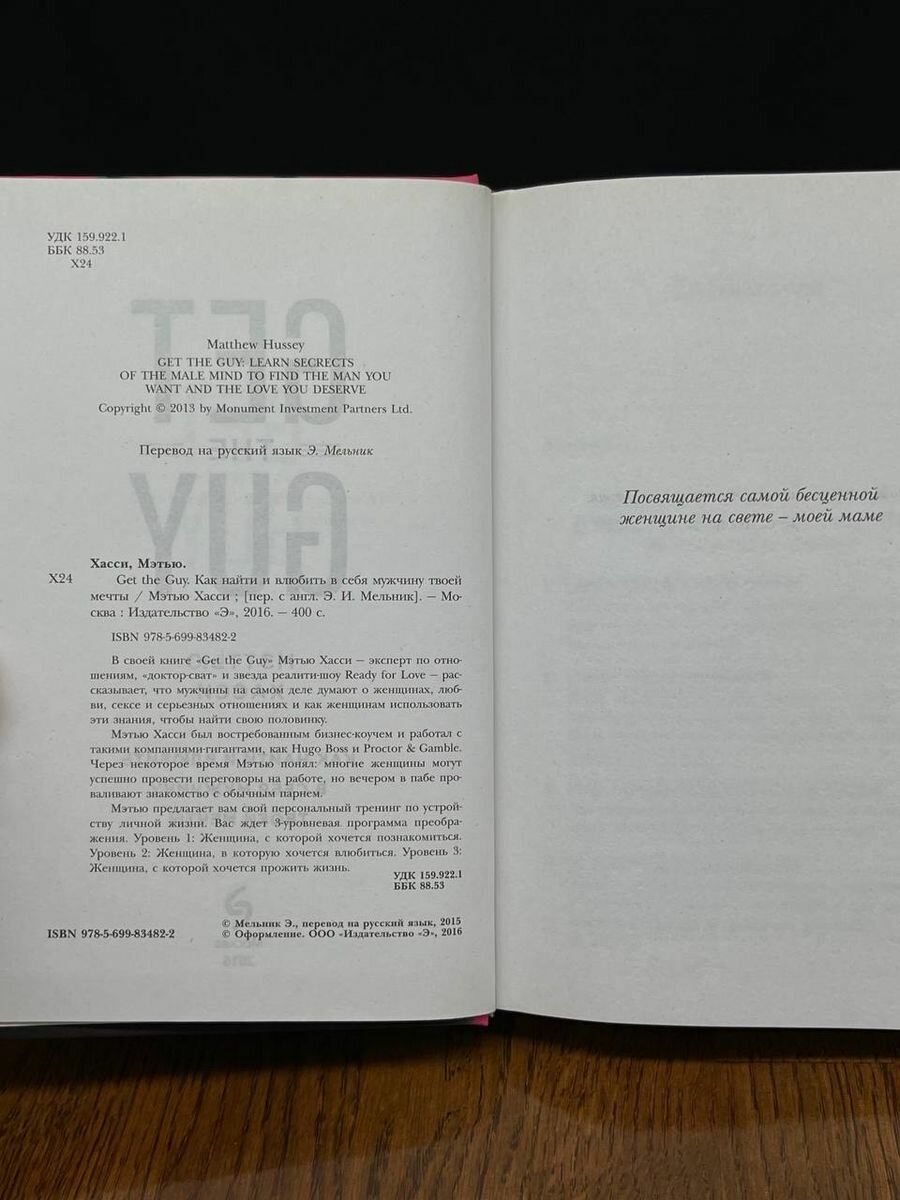 УДК 159.922.1
ББК 88.53
Х24
Matthew Hussey
GET THE GUY: LEARN SECRECTS
OF THE MALE MIND TO FIND THE MAN YOU
WANT AND THE LOVE YOU DESERVE
Copyright © 2013 by Monument Investment Partners Ltd.
Перевод на русский язык Э. Мельник
Хасси, Мэтью.
Х24 Get the Guy. Как найти и влюбить в себя мужчину твоей
мечты / Мэтью Хасси ; [пер. с англ. Э. И. Мельник]. – Мо-
сква : Издательство «Э», 2016. – 400 с.
ISBN 978-5-699-83482-2
В своей книге «Get the Guy» Мэтью Хасси – эксперт по отно-
шениям, «доктор-сват» и звезда реалити-шоу Ready for Love – рас-
сказывает, что мужчины на самом деле думают о женщинах, люб-
ви, сексе и серьезных отношениях и как женщинам использовать
эти знания, чтобы найти свою половинку.
Мэтью Хасси был востребованным бизнес-коучем и работал с
такими компаниями-гигантами, как Hugo Boss и Proctor & Gamble.
Через некоторое время Мэтью понял: многие женщины могут
успешно провести переговоры на работе, но вечером в пабе про-
валивают знакомство с обычным парнем.
Мэтью предлагает вам свой персональный тренинг по устрой-
ству личной жизни. Вас ждет 3-уровневая программа преобра-
жения. Уровень 1: Женщина, с которой хочется познакомиться.
Уровень 2: Женщина, в которую хочется влюбиться. Уровень 3:
Женщина, с которой хочется прожить жизнь.
УДК 159.922.1
ББК 88.53
© Мельник Э., перевод на русский язык, 2015
ISBN 978-5-699-83482-2 © Оформление. ООО «Издательство «Э», 2016
Посвящается самой бесценной
женщине на свете – моей маме